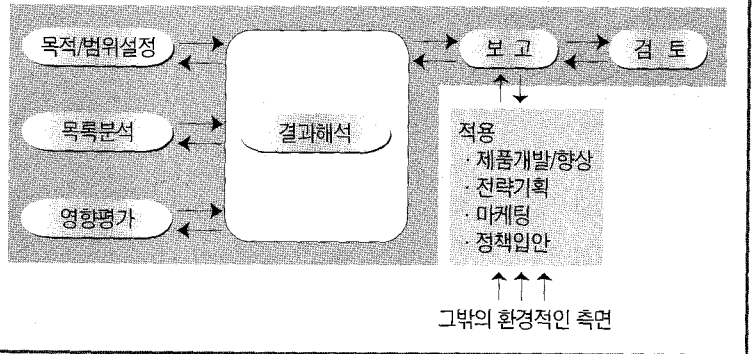 목적/범위설정
목록분석
영향평가
결과해석
보 고
검 토
적용
· 제품개발/향상
· 전략기획
· 마케팅
· 정책입안
그밖의 환경적인 측면